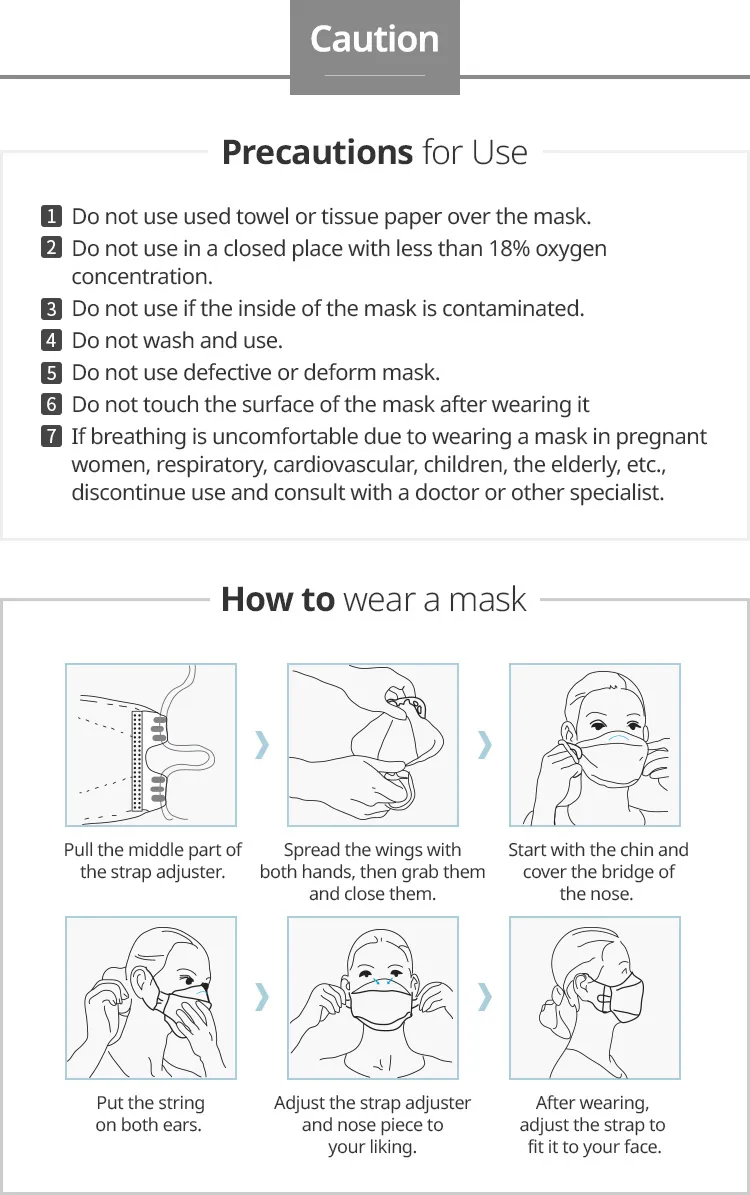 Caution
Precautions for Use
1 Do not use used towel or tissue paper over the mask.
2 Do not use in a closed place with less than 18% oxygen
concentration.
3 Do not use if the inside of the mask is contaminated.
4 Do not wash and use.
5 Do not use defective or deform mask.
6 Do not touch the surface of the mask after wearing it
7 If breathing is uncomfortable due to wearing a mask in pregnant
women, respiratory, cardiovascular, children, the elderly, etc.,
discontinue use and consult with a doctor or other specialist.
How to wear a mask
Pull the middle part of
the strap adjuster.
Spread the wings with
both hands, then grab them
and close them.
Start with the chin and
cover the bridge of
the nose.
Put the string
on both ears.
Adjust the strap adjuster
and nose piece to
your liking.
After wearing,
adjust the strap to
fit it to your face.